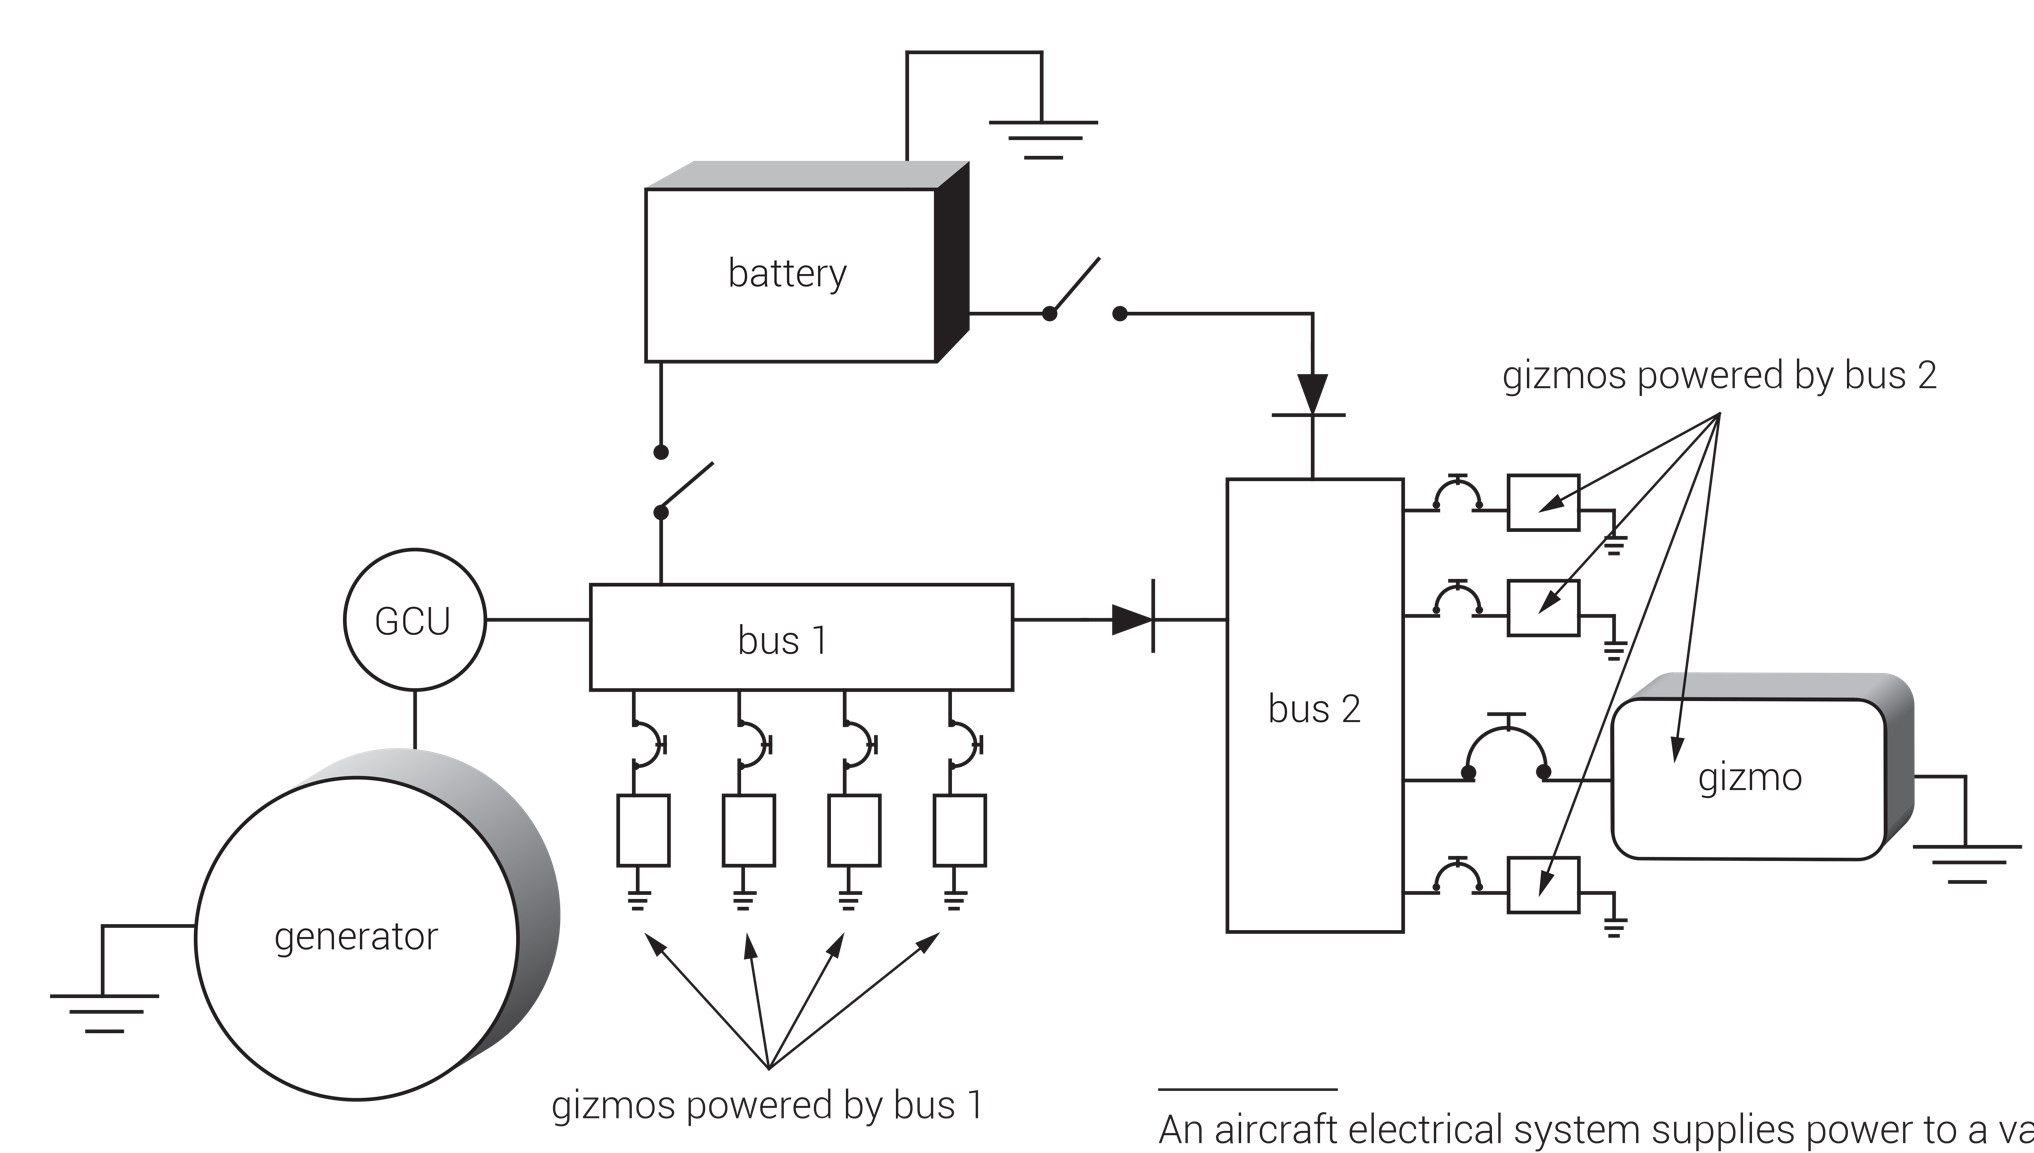 battery
gizmos powered by bus 2
GCU
bus 1
bus 2
gizmo
generator
gizmos powered by bus 1
An aircraft electrical system supplies power to a